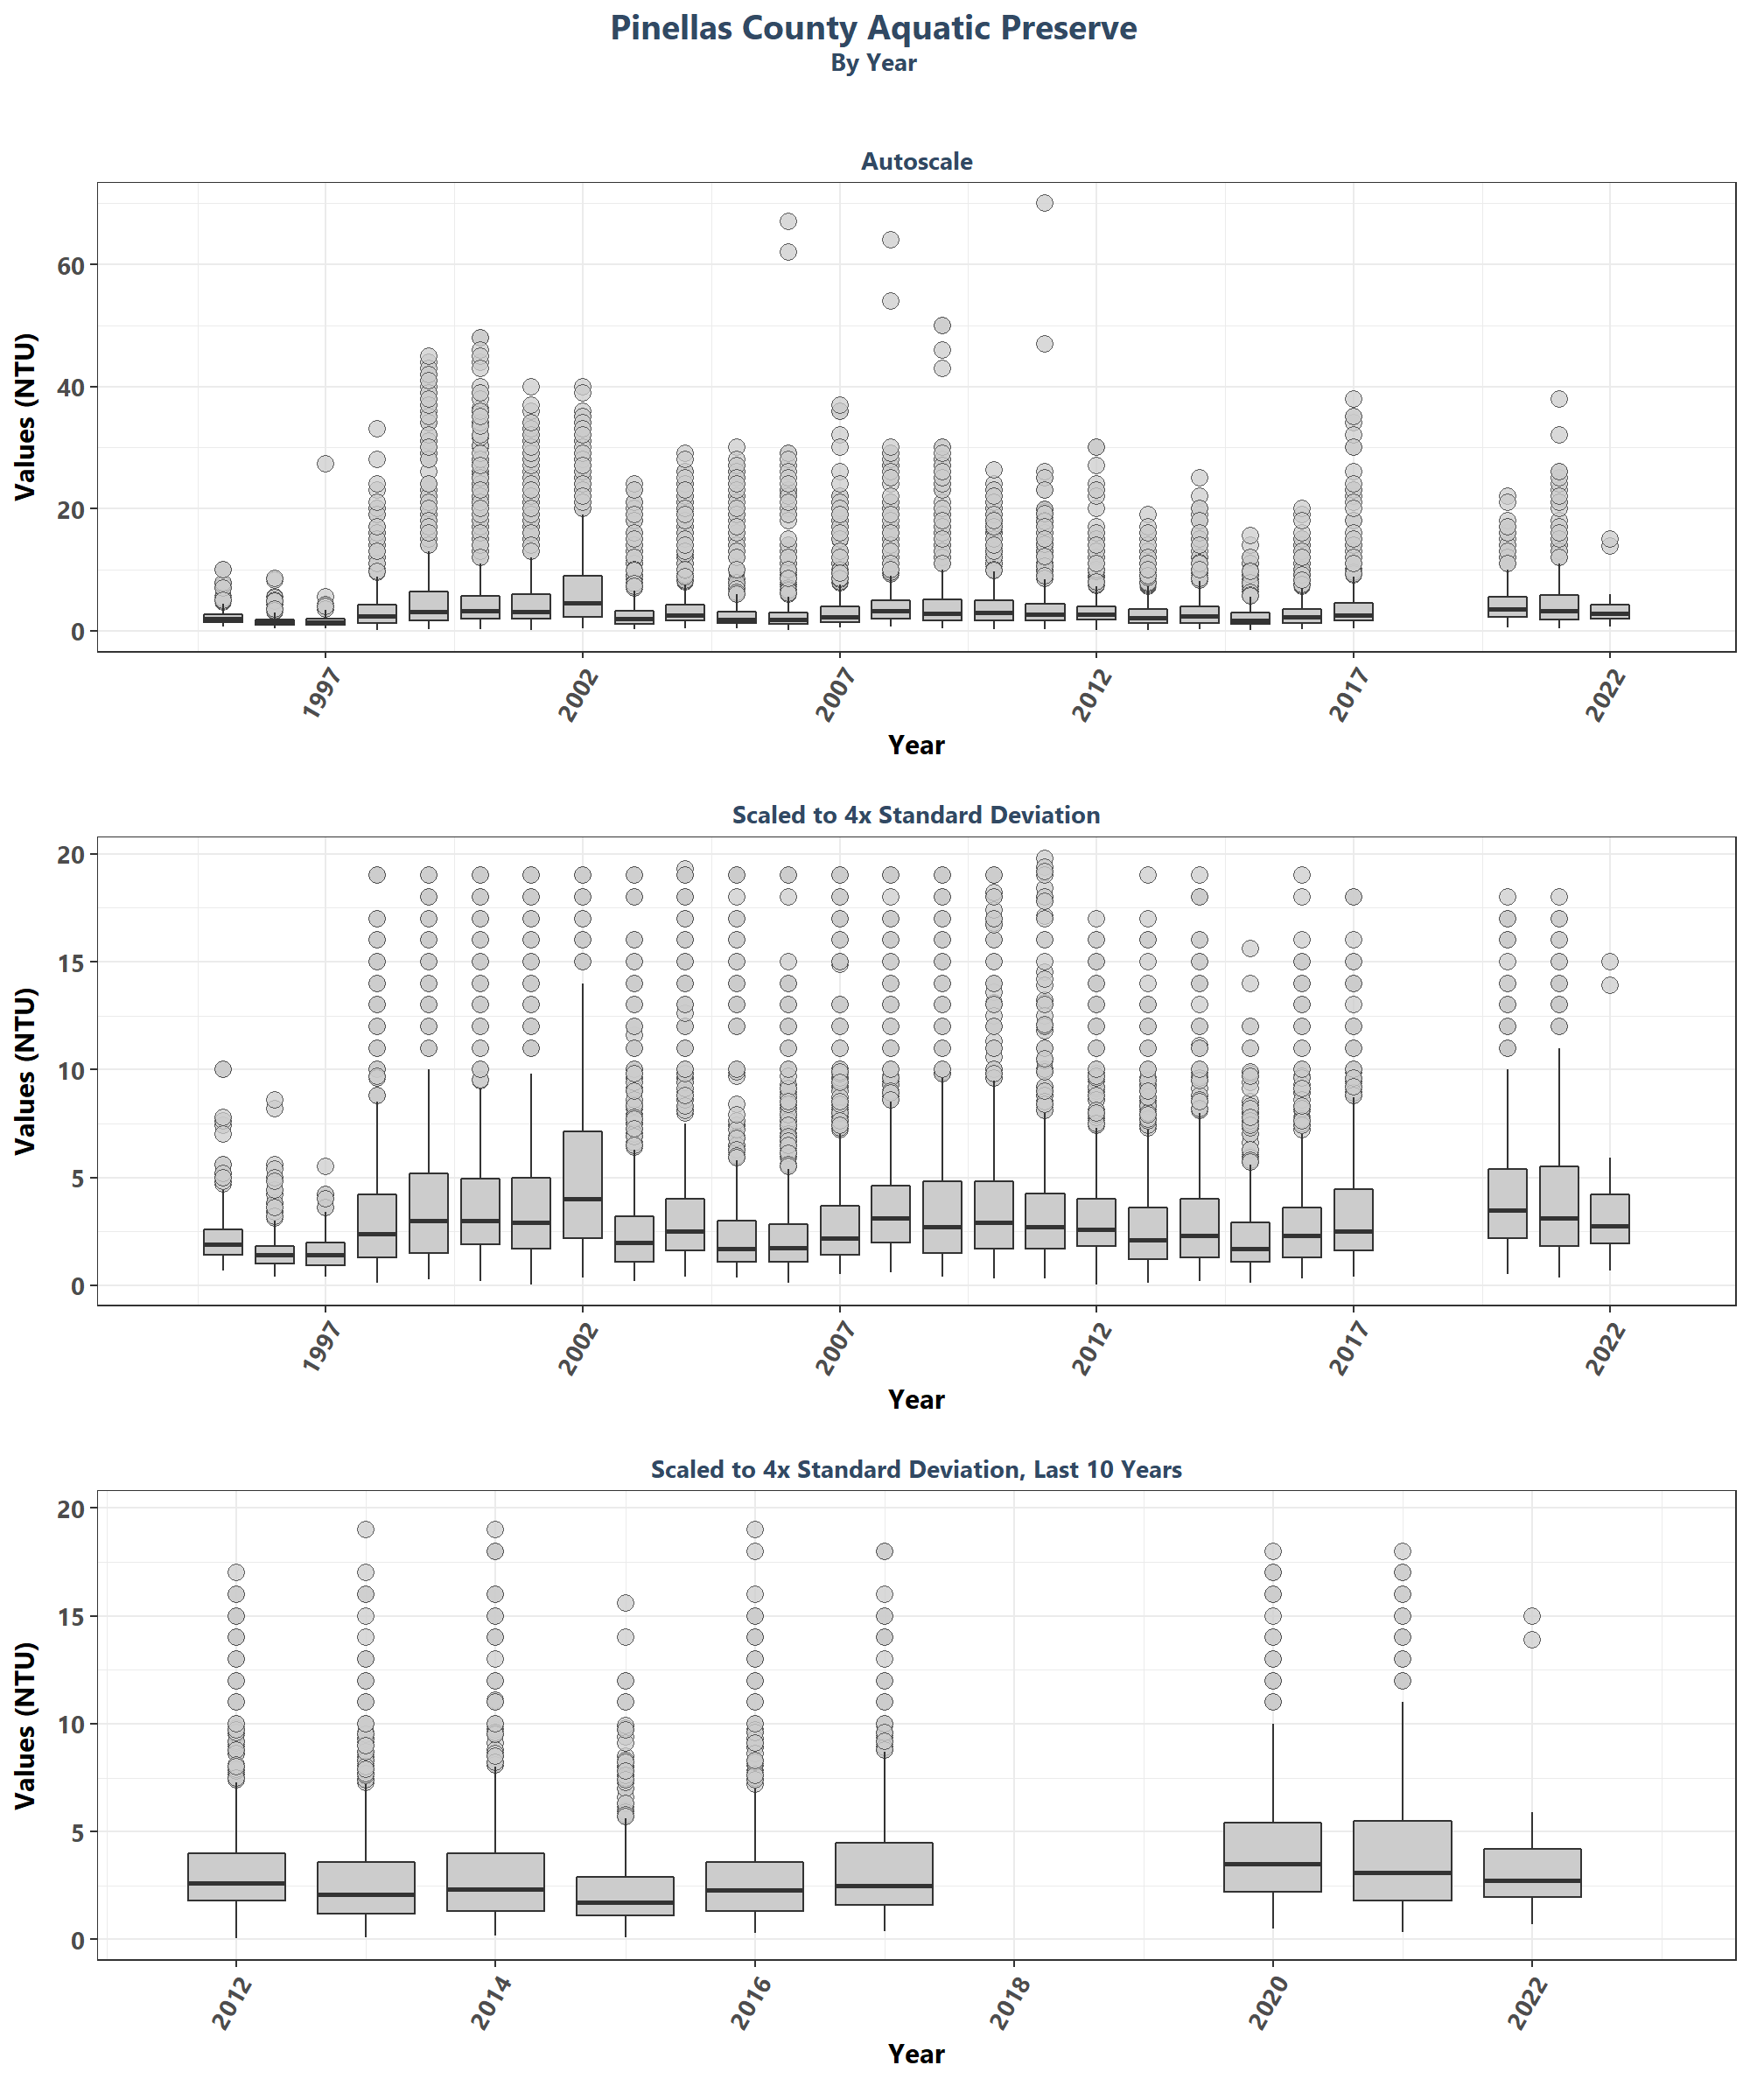 Pinellas County Aquatic Preserve
By Year
Autoscale
Values (NTU)
60
40
20
0
1997
2002
2007
2012
2017
2022
Year
Scaled to 4x Standard Deviation
Values (NTU)
20
15
10
5
0
1997
2002
2007
2012
2017
2022
Year
Scaled to 4x Standard Deviation, Last 10 Years
Values (NTU)
20
15
10
5
0
2012
2014
2016
2018
2020
2022
Year